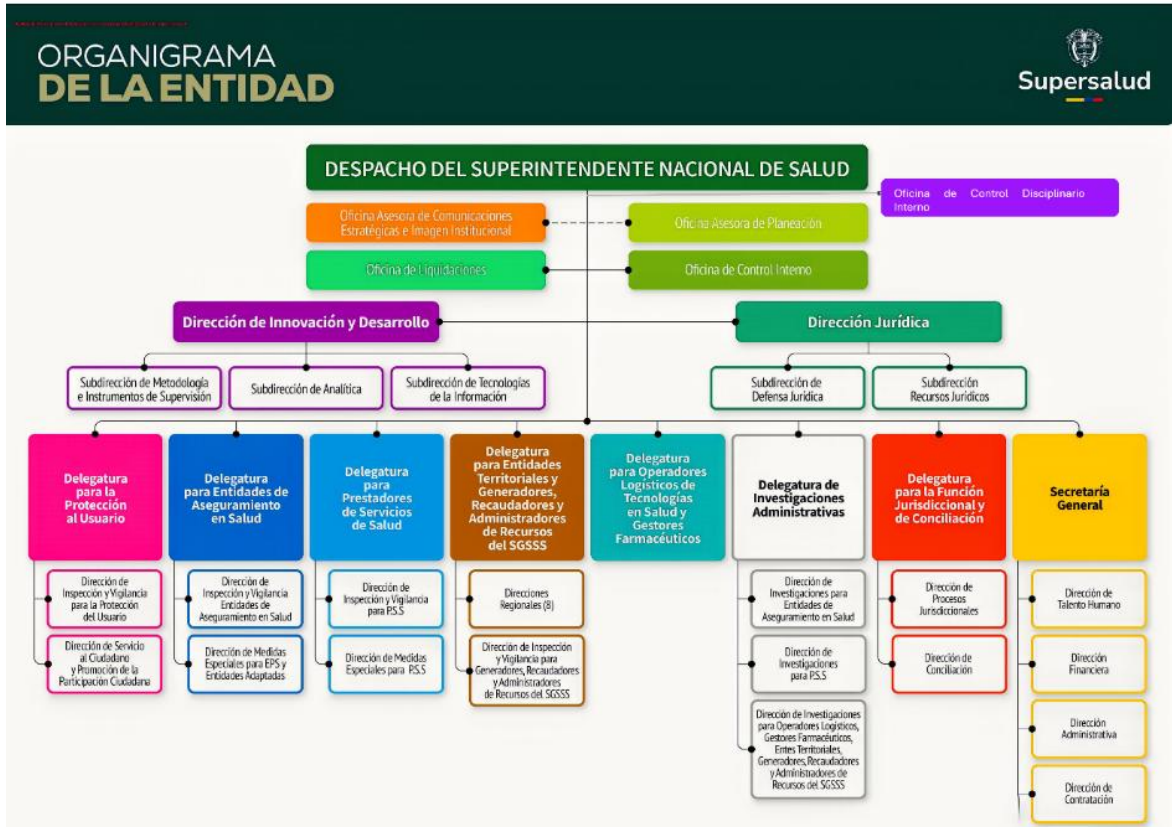 ORGANIGRAMA
DE LA ENTIDAD
Supersalud
DESPACHO DEL SUPERINTENDENTE NACIONAL DE SALUD
Oficina de Control Disciplinario
Interno
Oficina Asesora de Comunicaciones
Estratégicas e Imagen Institucional
Oficina Asesora de Planeación
Oficina de Liquidaciones
Oficina de Control Interno
Dirección de Innovación y Desarrollo
Dirección Jurídica
Subdirección de Metodología
e Instrumentos de Supervisión
Subdirección de Analítica
Subdirección de Tecnologías
de la Información
Subdirección de
Defensa Jurídica
Subdirección
Recursos Jurídicos
Delegatura
para la
Protección
al Usuario
Delegatura
para Entidades de
Aseguramiento
en Salud
Delegatura
para
Prestadores
de Servicios
de Salud
Delegatura
para Entidades
Territoriales y
Generadores,
Recaudadores y
Administradores
de Recursos
del SGSSS
Delegatura
para Operadores
Logísticos de
Tecnologías
en Salud y
Gestores
Farmacéuticos
Delegatura de
Investigaciones
Administrativas
Delegatura
para la Función
Jurisdiccional y
de Conciliación
Secretaría
General
Dirección de
Inspección y Vigilancia
para la Protección
del Usuario
Dirección de Servicio
al Ciudadano
y Promoción de la
Participación Ciudadana
Dirección de
Inspección y Vigilancia
Entidades de
Aseguramiento en Salud
Dirección de Medidas
Especiales para EPS y
Entidades Adaptadas
Dirección de
Inspección y Vigilancia
para P.S.S
Dirección de Medidas
Especiales para P.S.S
Direcciones
Regionales (8)
Dirección de Inspección
y Vigilancia para
Generadores, Recaudadores
y Administradores
de Recursos del SGSSS
Dirección de
Investigaciones para
Entidades de
Aseguramiento en Salud
Dirección de
Investigaciones
para P.S.S
Dirección de Investigaciones
para Operadores Logísticos,
Gestores Farmacéuticos,
Entes Territoriales,
Generadores, Recaudadores
y Administradores de
Recursos del SGSSS
Dirección de
Procesos
Jurisdiccionales
Dirección de
Conciliación
Dirección de
Talento Humano
Dirección
Financiera
Dirección
Administrativa
Dirección de
Contratación